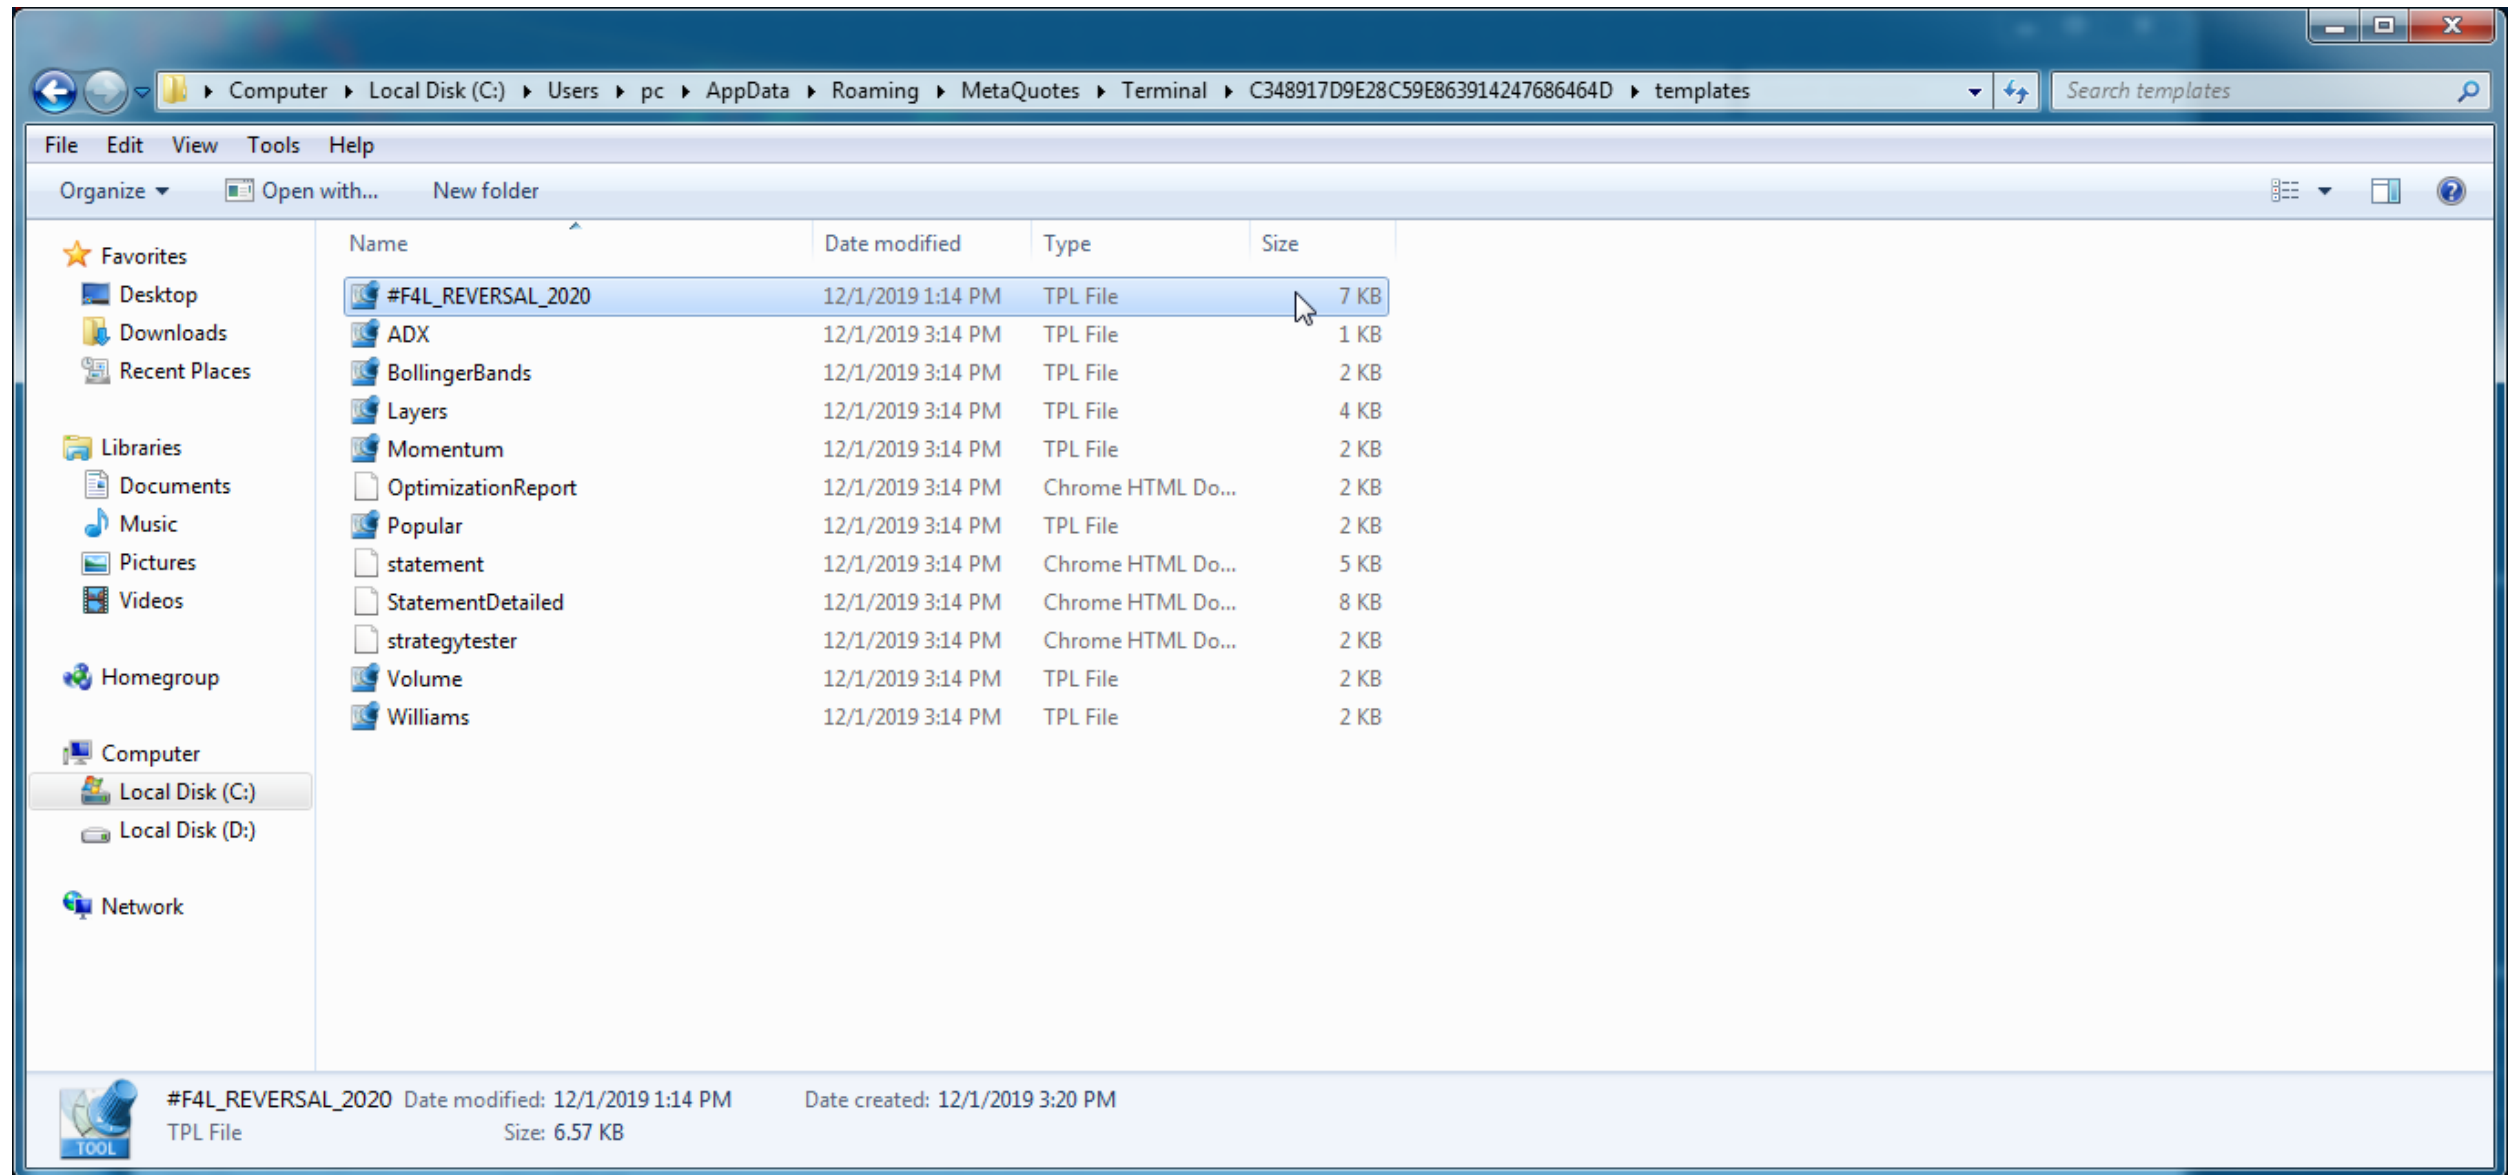 Computer Local Disk (C:) Users pc AppData Roaming MetaQuotes Terminal C348917D9E28C59E863914247686464D templates
Search templates
File Edit View Tools Help
Organize Open with... New folder
Favorites
Desktop
Downloads
Recent Places
Libraries
Documents
Music
Pictures
Videos
Homegroup
Computer
Local Disk (C:)
Local Disk (D:)
Network
Name Date modified Type Size
#F4L_REVERSAL_2020 12/1/2019 1:14 PM TPL File 7 KB
ADX 12/1/2019 3:14 PM TPL File 1 KB
BollingerBands 12/1/2019 3:14 PM TPL File 2 KB
Layers 12/1/2019 3:14 PM TPL File 4 KB
Momentum 12/1/2019 3:14 PM TPL File 2 KB
OptimizationReport 12/1/2019 3:14 PM Chrome HTML Do... 2 KB
Popular 12/1/2019 3:14 PM TPL File 2 KB
statement 12/1/2019 3:14 PM Chrome HTML Do... 5 KB
StatementDetailed 12/1/2019 3:14 PM Chrome HTML Do... 8 KB
strategytester 12/1/2019 3:14 PM Chrome HTML Do... 2 KB
Volume 12/1/2019 3:14 PM TPL File 2 KB
Williams 12/1/2019 3:14 PM TPL File 2 KB
#F4L_REVERSAL_2020 Date modified: 12/1/2019 1:14 PM Date created: 12/1/2019 3:20 PM
TPL File Size: 6.57 KB
TOOL